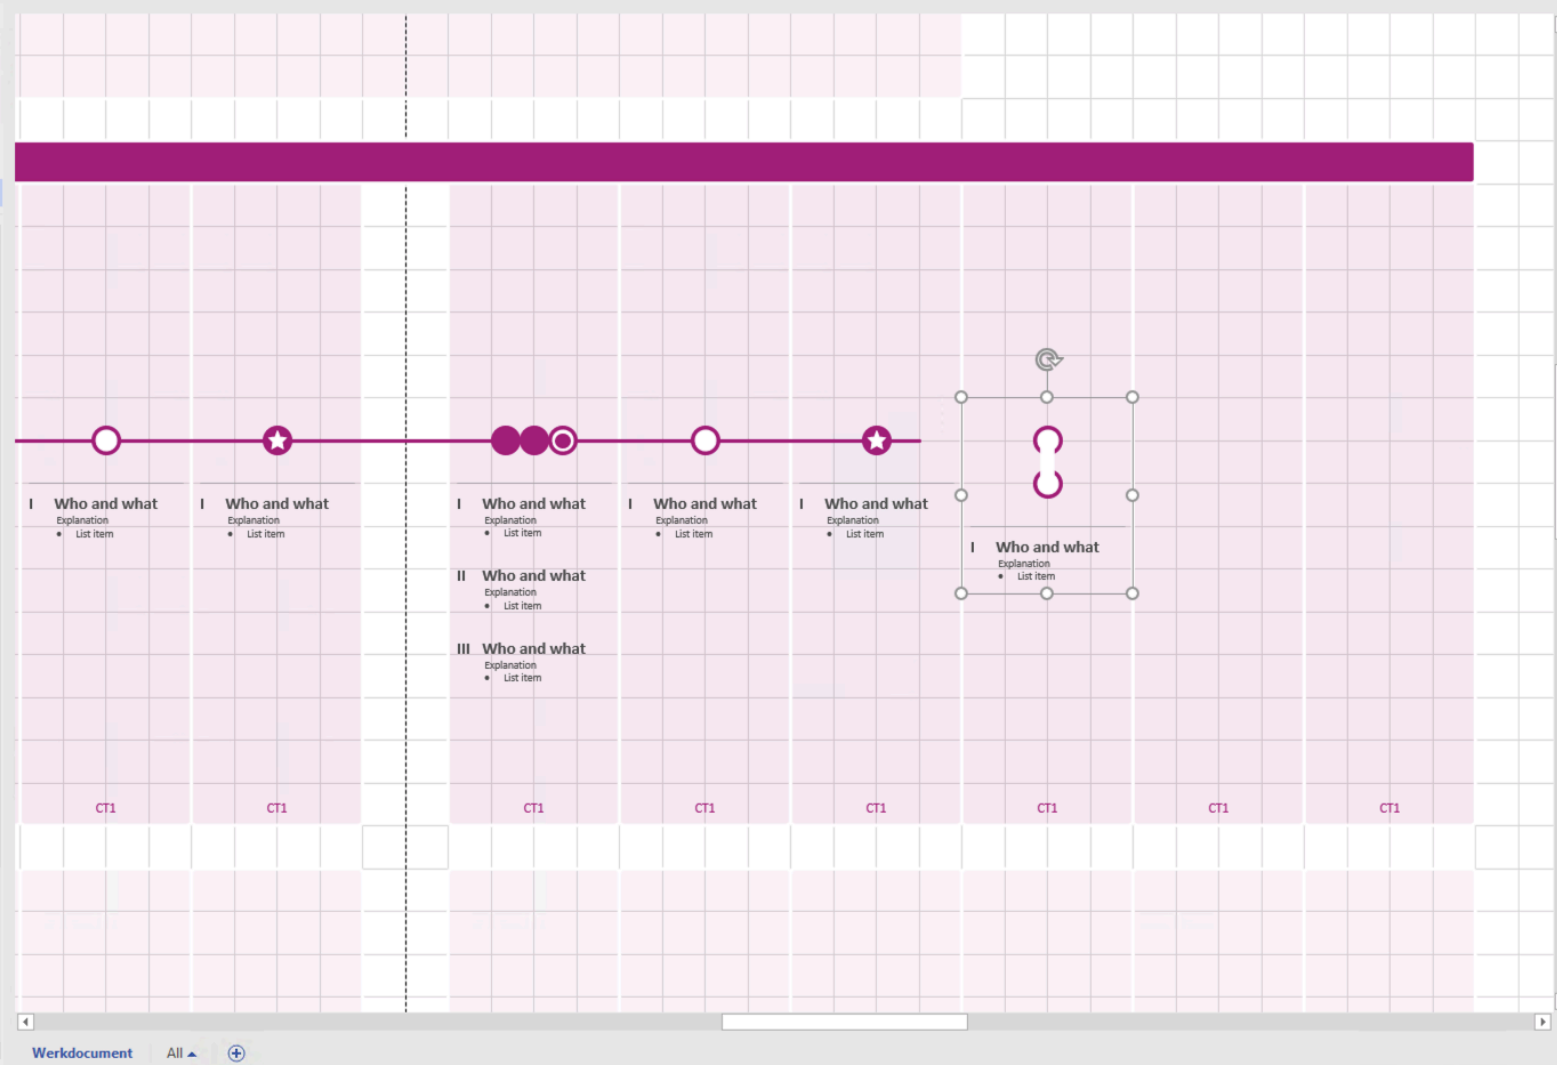 I Who and what
Explanation
• List item
I Who and what
Explanation
• List item
I Who and what
Explanation
• List item
II Who and what
Explanation
• List item
III Who and what
Explanation
• List item
I Who and what
Explanation
• List item
I Who and what
Explanation
• List item
I Who and what
Explanation
• List item
CT1
CT1
CT1
CT1
CT1
CT1
CT1
CT1
Werkdocument
All